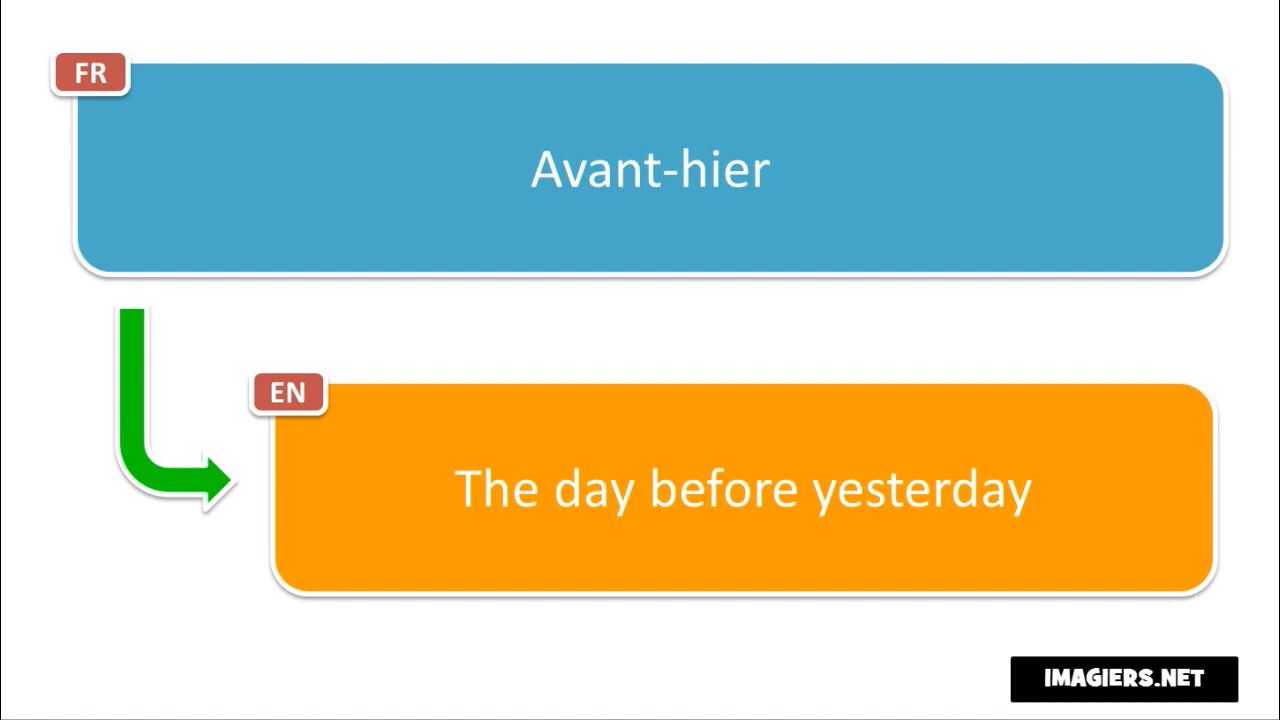 FR
Avant-hier
EN
The day before yesterday
IMAGIERS.NET